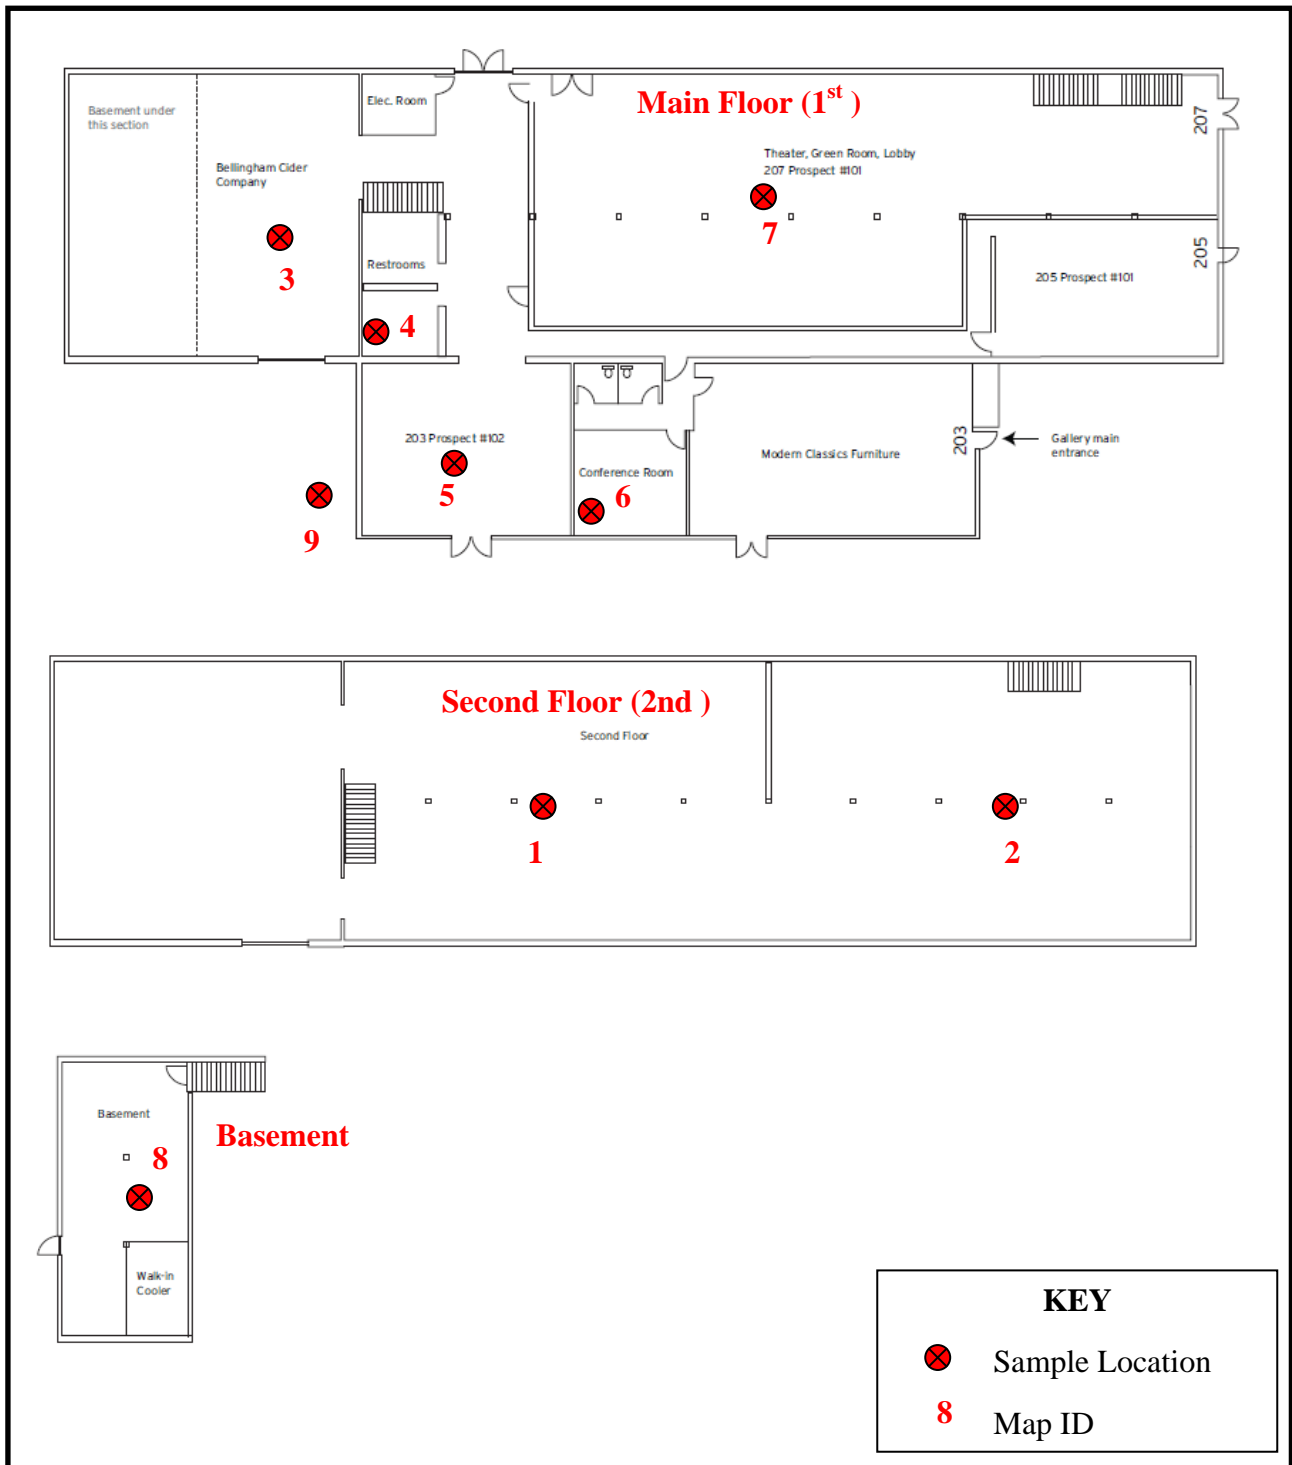 Main Floor (1st )
Elec. Room
Basement under
this section
Bellingham Cider
Company
Theater, Green Room, Lobby
207 Prospect #101
207
7
3
Restrooms
205
205 Prospect #101
4
203 Prospect #102
5
Conference Room
6
Modern Classics Furniture
203
Gallery main
entrance
9
Second Floor (2nd )
Second Floor
1
2
Basement
Basement
8
Walk-in
Cooler
KEY
Sample Location
8 Map ID